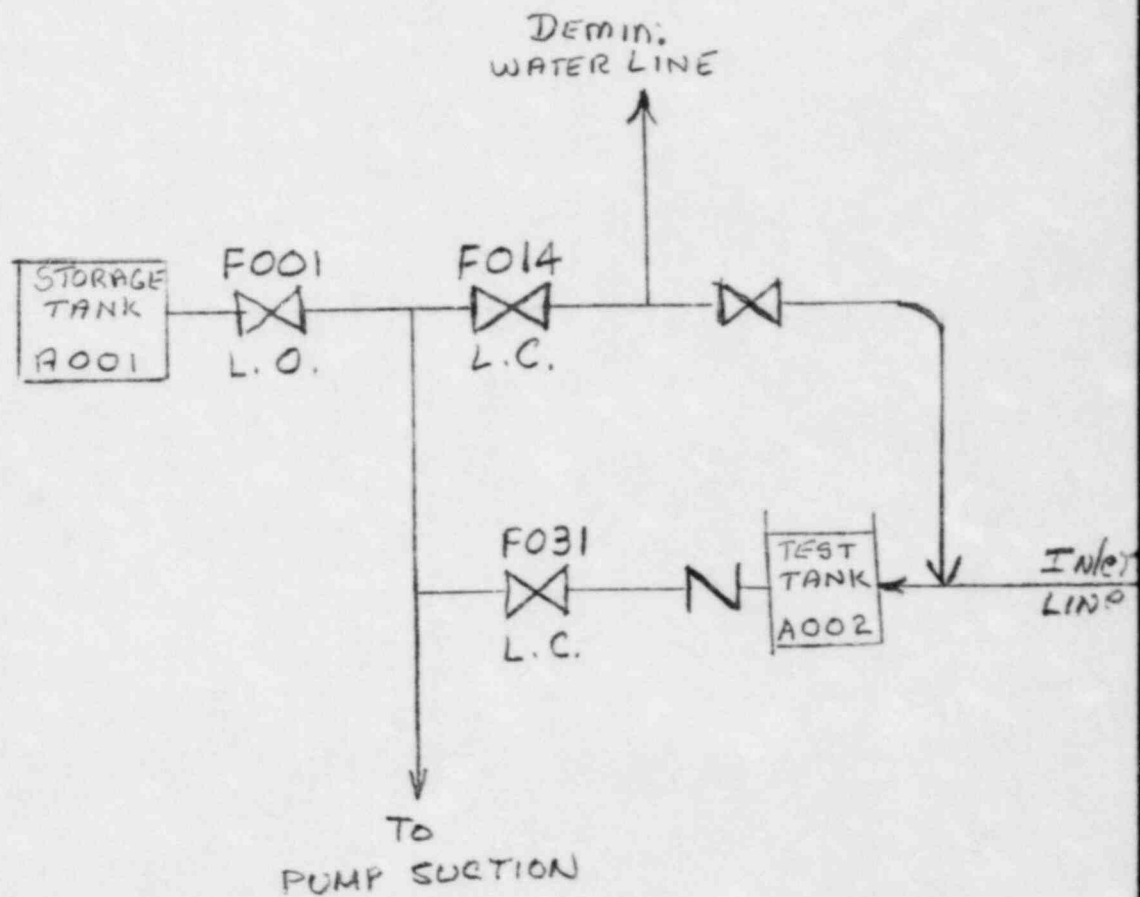 DEMIN.
WATER LINE
F001
F014
STORAGE
TANK
A001
L.O.
L.C.
F031
TEST
TANK
A002
INLET
LINE
L.C.
TO
PUMP SUCTION